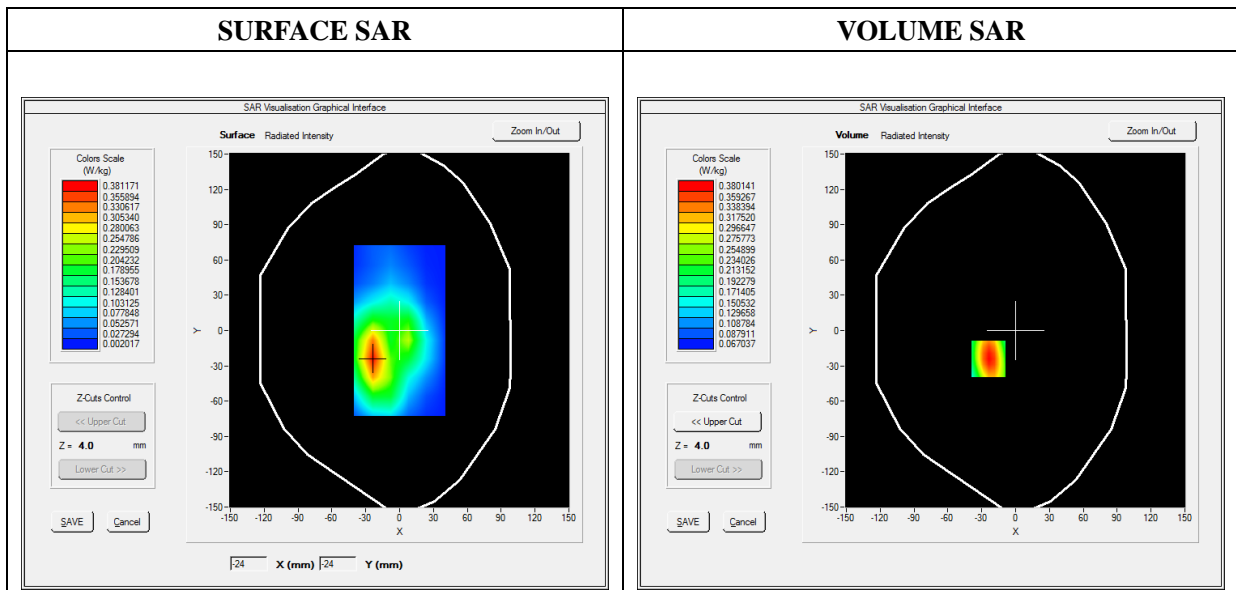 SURFACE SAR
VOLUME SAR
SAR Visualisation Graphical Interface
Surface Radiated Intensity
Zoom In/Out
Colors Scale
(W/kg)
0.381171
0.355894
0.330617
0.305340
0.280063
0.254786
0.229509
0.204232
0.178955
0.153678
0.128401
0.103125
0.077848
0.052571
0.027294
0.002017
150
120
90
60
30
0
-30
-60
-90
-120
-150
Y
-150 -120 -90 -60 -30 0 30 60 90 120 150
X
Z-Cuts Control
<< Upper Cut
Z = 4.0 mm
Lower Cut >>
SAVE Cancel
-24 X (mm) -24 Y (mm)
SAR Visualisation Graphical Interface
Volume Radiated Intensity
Zoom In/Out
Colors Scale
(W/kg)
0.380141
0.359267
0.338394
0.317520
0.296647
0.275773
0.254899
0.234026
0.213152
0.192279
0.171405
0.150532
0.129658
0.108784
0.087911
0.067037
150
120
90
60
30
0
-30
-60
-90
-120
-150
Y
-150 -120 -90 -60 -30 0 30 60 90 120 150
X
Z-Cuts Control
<< Upper Cut
Z = 4.0 mm
Lower Cut >>
SAVE Cancel